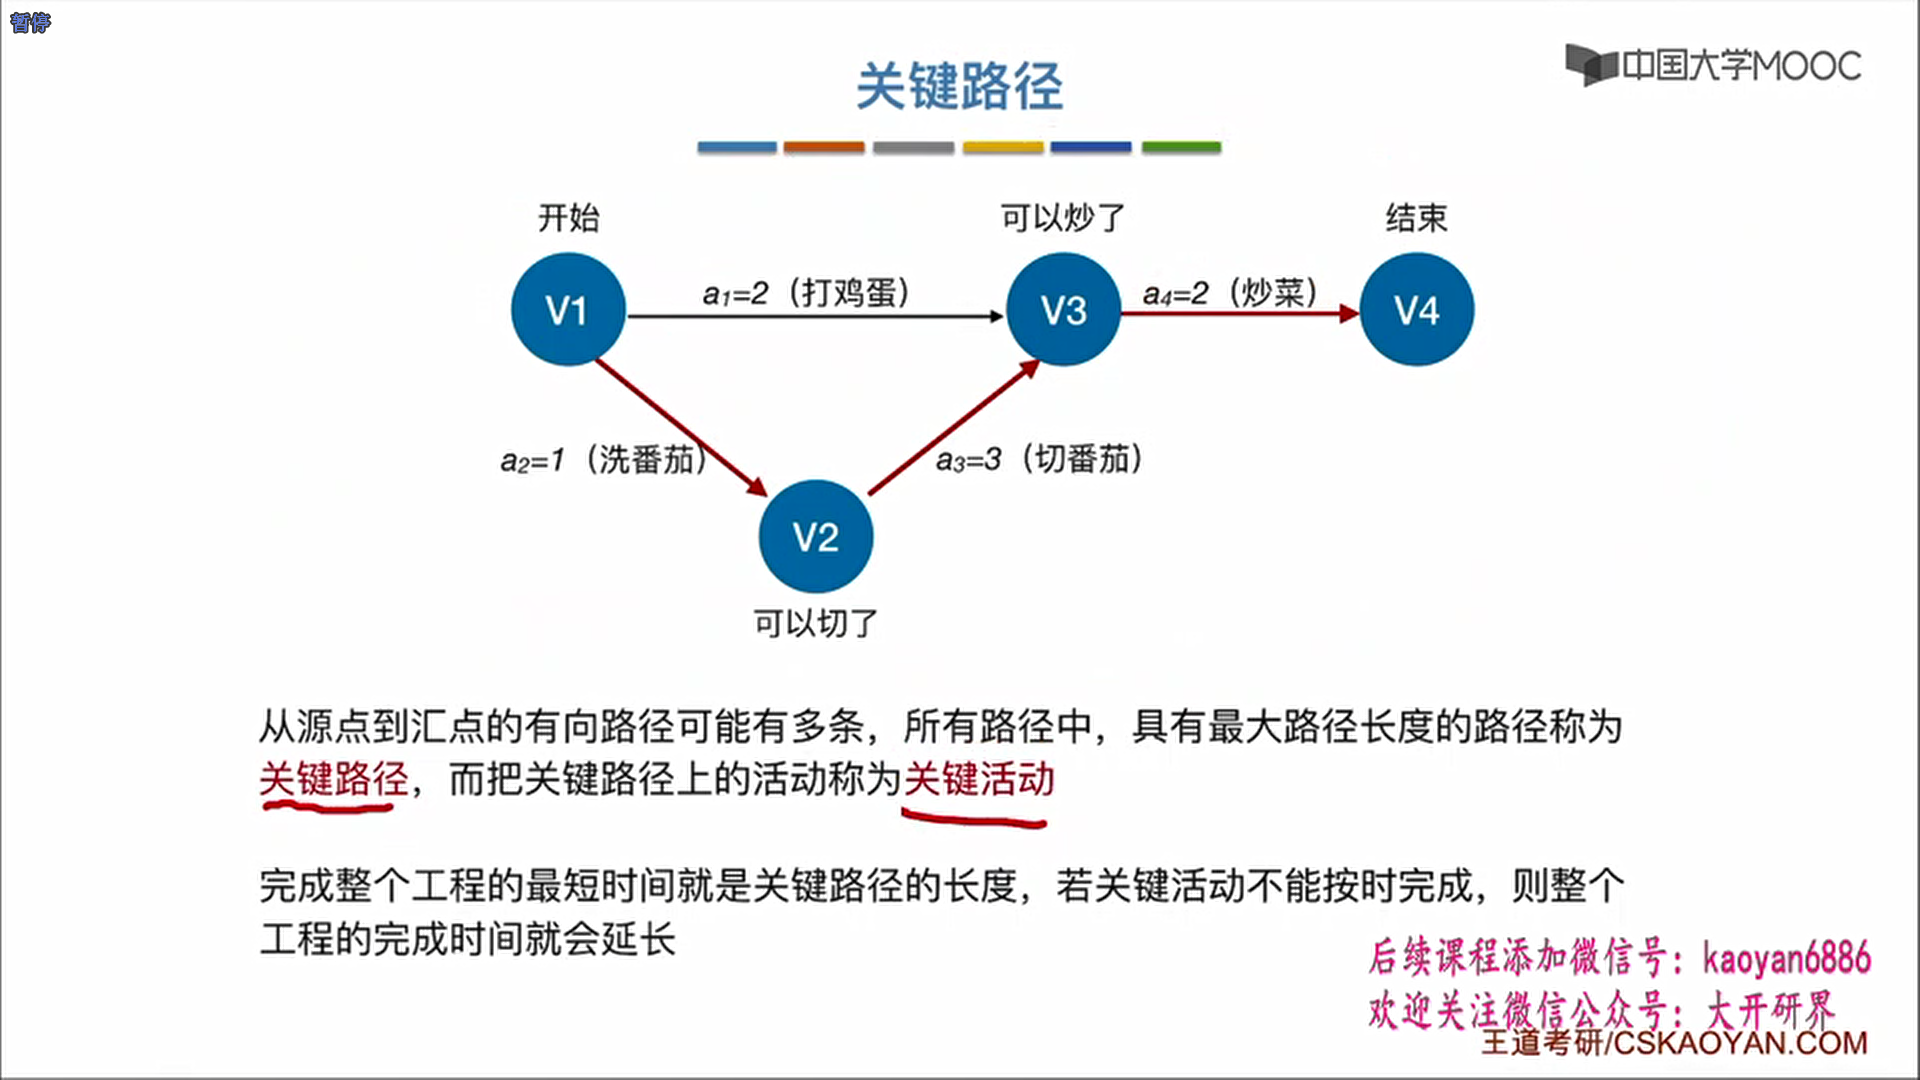 暂停
中国大学MOOC
关键路径
开始
可以炒了
结束
V1
a₁=2（打鸡蛋）
V3
a₄=2（炒菜）
V4
a₂=1（洗番茄）
a₃=3（切番茄）
V2
可以切了
从源点到汇点的有向路径可能有多条，所有路径中，具有最大路径长度的路径称为
关键路径，而把关键路径上的活动称为关键活动
完成整个工程的最短时间就是关键路径的长度，若关键活动不能按时完成，则整个
工程的完成时间就会延长
后续课程添加微信号：kaoyan6886
欢迎关注微信公众号：大开研界
王道考研/CSKAOYAN.COM